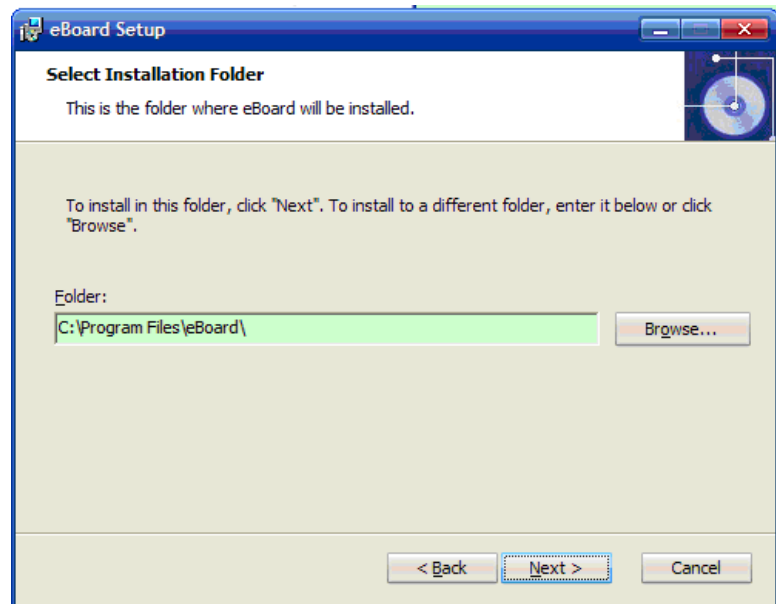 eBoard Setup
Select Installation Folder
This is the folder where eBoard will be installed.
To install in this folder, click "Next". To install to a different folder, enter it below or click
"Browse".
Folder:
C:\Program Files\eBoard\
Browse...
< Back
Next >
Cancel